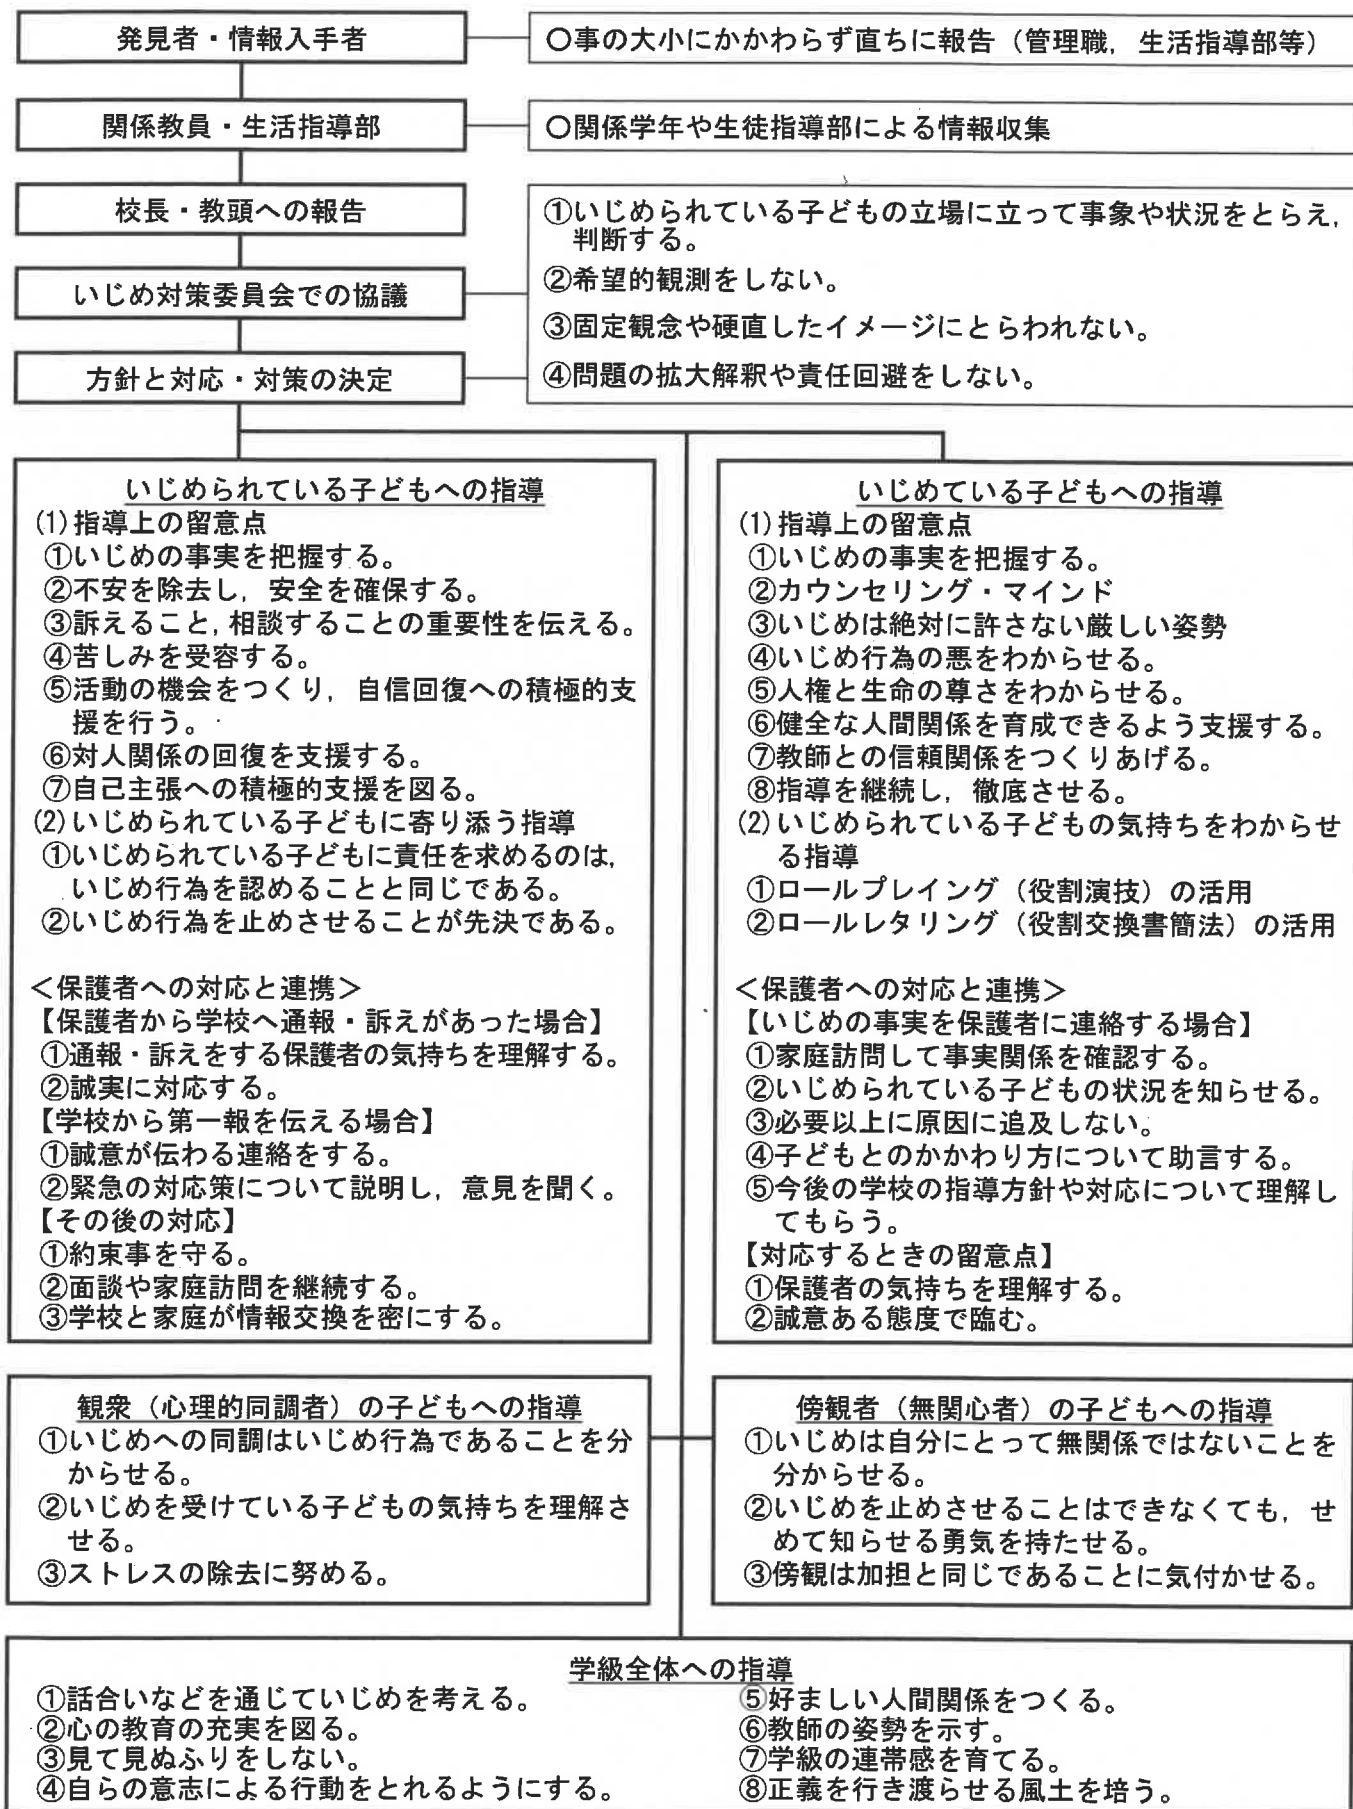 発見者・情報入手者
○事の大小にかかわらず直ちに報告（管理職，生活指導部等）
関係教員・生活指導部
○関係学年や生徒指導部による情報収集
校長・教頭への報告
いじめ対策委員会での協議
方針と対応・対策の決定
①いじめられている子どもの立場に立って事象や状況をとらえ，
判断する。
②希望的観測をしない。
③固定観念や硬直したイメージにとらわれない。
④問題の拡大解釈や責任回避をしない。
いじめられている子どもへの指導
(1)指導上の留意点
①いじめの事実を把握する。
②不安を除去し，安全を確保する。
③訴えること，相談することの重要性を伝える。
④苦しみを受容する。
⑤活動の機会をつくり，自信回復への積極的支
援を行う。
⑥対人関係の回復を支援する。
⑦自己主張への積極的支援を図る。
(2)いじめられている子どもに寄り添う指導
①いじめられている子どもに責任を求めるのは，
いじめ行為を認めることと同じである。
②いじめ行為を止めさせることが先決である。
＜保護者への対応と連携＞
【保護者から学校へ通報・訴えがあった場合】
①通報・訴えをする保護者の気持ちを理解する。
②誠実に対応する。
【学校から第一報を伝える場合】
①誠意が伝わる連絡をする。
②緊急の対応策について説明し，意見を聞く。
【その後の対応】
①約束事を守る。
②面談や家庭訪問を継続する。
③学校と家庭が情報交換を密にする。
いじめている子どもへの指導
(1)指導上の留意点
①いじめの事実を把握する。
②カウンセリング・マインド
③いじめは絶対に許さない厳しい姿勢
④いじめ行為の悪をわからせる。
⑤人権と生命の尊さをわからせる。
⑥健全な人間関係を育成できるよう支援する。
⑦教師との信頼関係をつくりあげる。
⑧指導を継続し，徹底させる。
(2)いじめられている子どもの気持ちをわからせ
る指導
①ロールプレイング（役割演技）の活用
②ロールレタリング（役割交換書簡法）の活用
＜保護者への対応と連携＞
【いじめの事実を保護者に連絡する場合】
①家庭訪問して事実関係を確認する。
②いじめられている子どもの状況を知らせる。
③必要以上に原因に追及しない。
④子どもとのかかわり方について助言する。
⑤今後の学校の指導方針や対応について理解し
てもらう。
【対応するときの留意点】
①保護者の気持ちを理解する。
②誠意ある態度で臨む。
観衆（心理的同調者）の子どもへの指導
①いじめへの同調はいじめ行為であることを分
からせる。
②いじめを受けている子どもの気持ちを理解さ
せる。
③ストレスの除去に努める。
傍観者（無関心者）の子どもへの指導
①いじめは自分にとって無関係ではないことを
分からせる。
②いじめを止めさせることはできなくても，せ
めて知らせる勇気を持たせる。
③傍観は加担と同じであることに気付かせる。
学級全体への指導
①話合いなどを通じていじめを考える。
②心の教育の充実を図る。
③見て見ぬふりをしない。
④自らの意志による行動をとれるようにする。
⑤好ましい人間関係をつくる。
⑥教師の姿勢を示す。
⑦学級の連帯感を育てる。
⑧正義を行き渡らせる風土を培う。